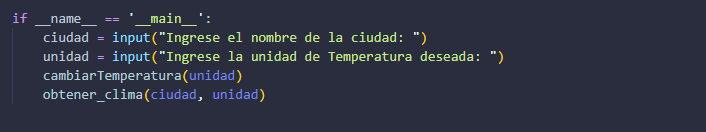 if __name__ == '__main__':
    ciudad = input("Ingrese el nombre de la ciudad: ")
    unidad = input("Ingrese la unidad de Temperatura deseada: ")
    cambiarTemperatura(unidad)
    obtener_clima(ciudad, unidad)